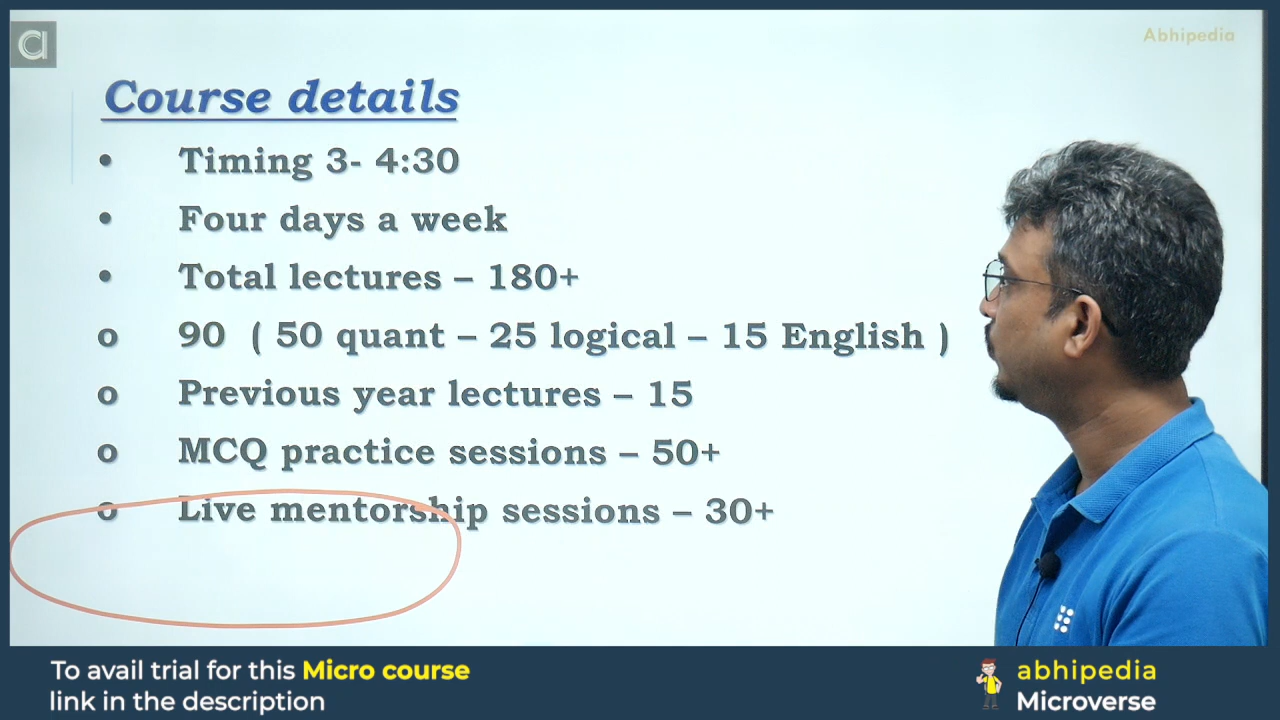 Abhipedia
Course details
• Timing 3- 4:30
• Four days a week
• Total lectures – 180+
o 90 ( 50 quant – 25 logical – 15 English )
o Previous year lectures – 15
o MCQ practice sessions – 50+
o Live mentorship sessions – 30+
To avail trial for this Micro course
link in the description
abhipedia
Microverse